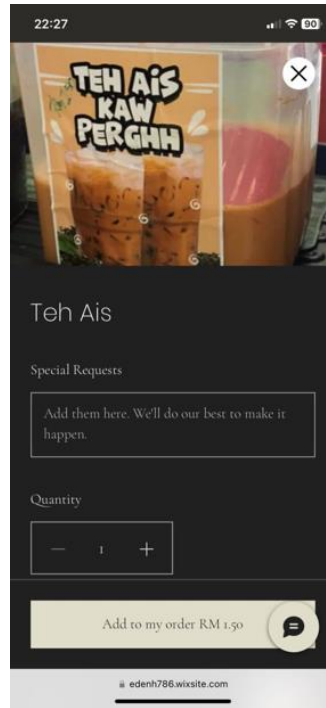 22:27
90
TEH AIS
KAW
PERGHH
Teh Ais
Special Requests
Add them here. We'll do our best to make it
happen.
Quantity
1
Add to my order RM 1.50
edenh786.wixsite.com